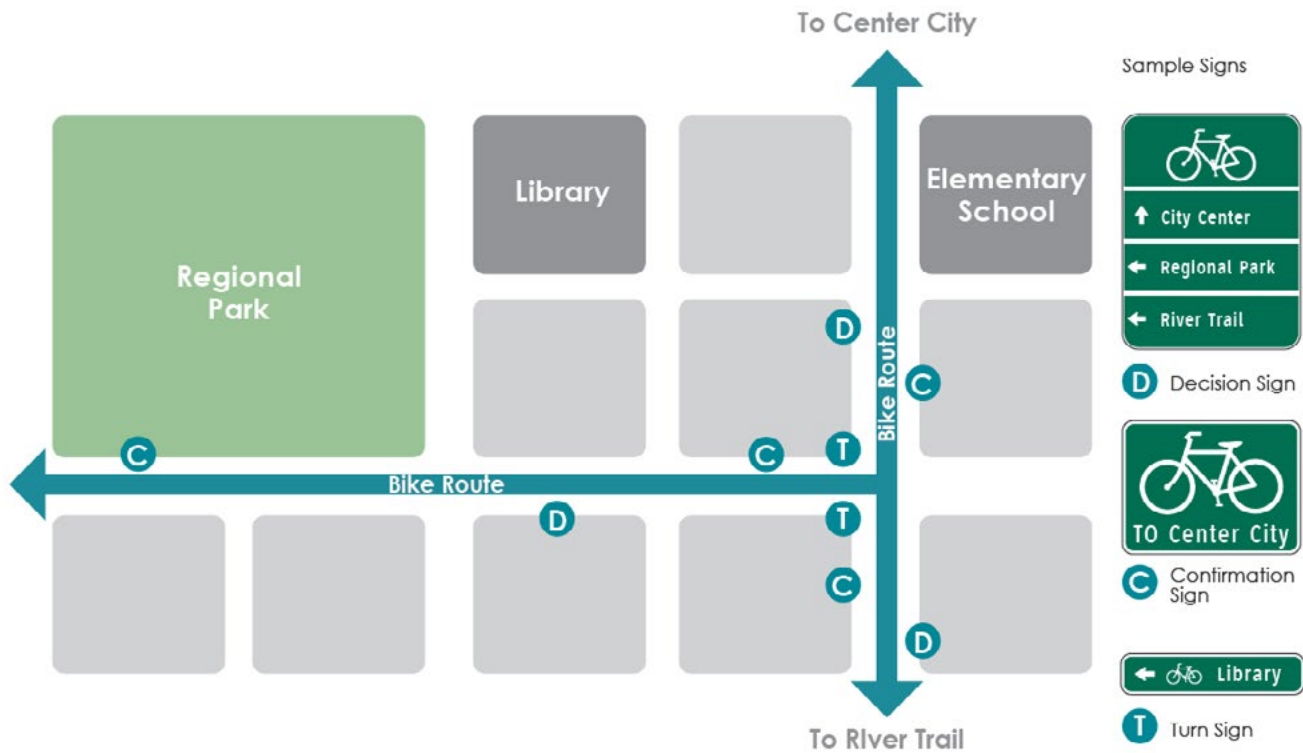 To Center City
Sample Signs
Regional
Park
Library
Elementary
School
City Center
Regional Park
River Trail
D
Bike Route
C
D Decision Sign
C
C
T
Bike Route
TO Center City
D
T
C
C Confirmation
Sign
D
Library
T Turn Sign
To River Trail